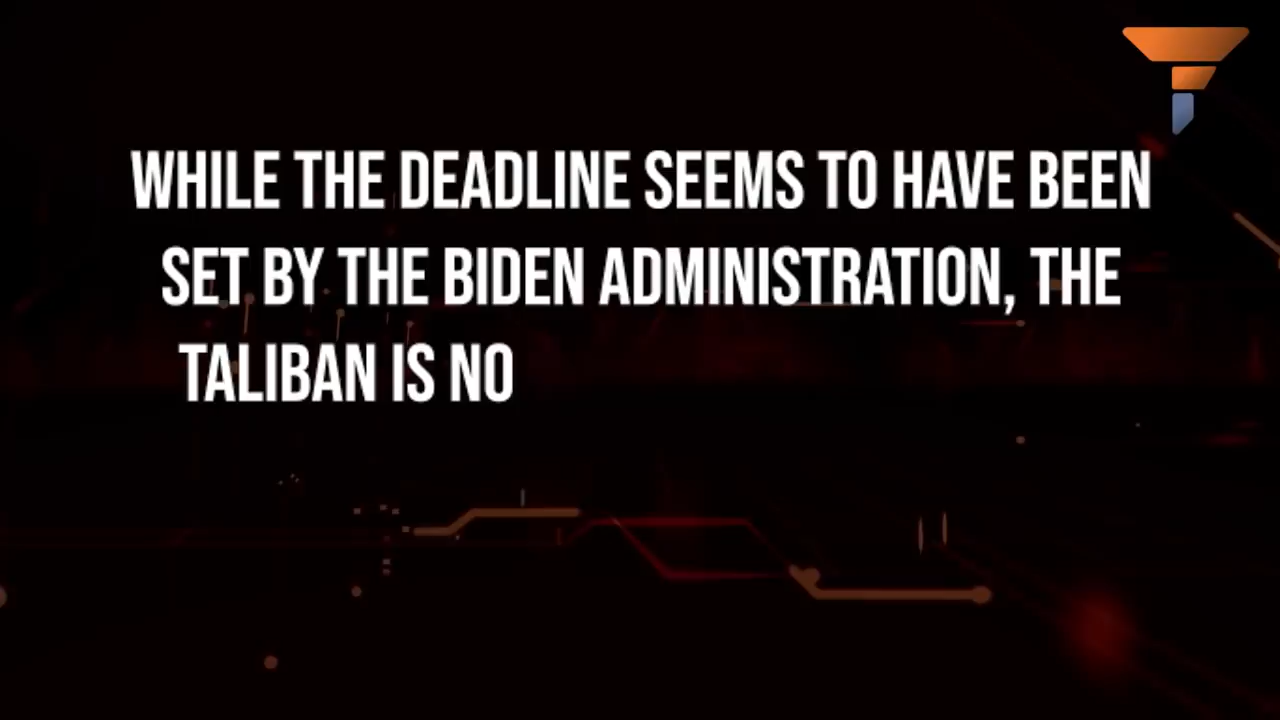 WHILE THE DEADLINE SEEMS TO HAVE BEEN
SET BY THE BIDEN ADMINISTRATION, THE
TALIBAN IS NO